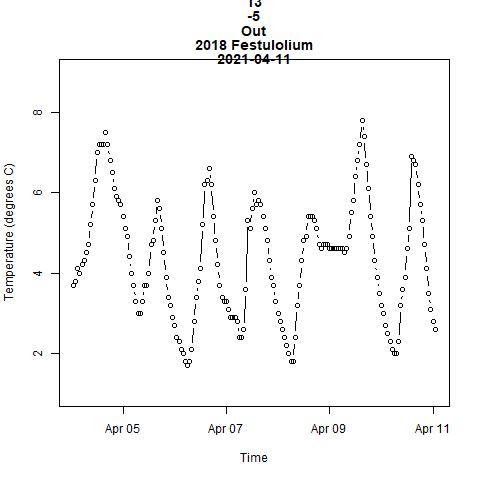 13
-5
Out
2018 Festulolium
2021-04-11
Temperature (degrees C)
8
6
4
2
Apr 05
Apr 07
Apr 09
Apr 11
Time